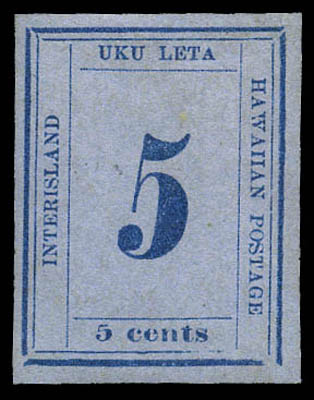 UKU LETA
INTERISLAND
5
HAWAIIAN POSTAGE
5 cents